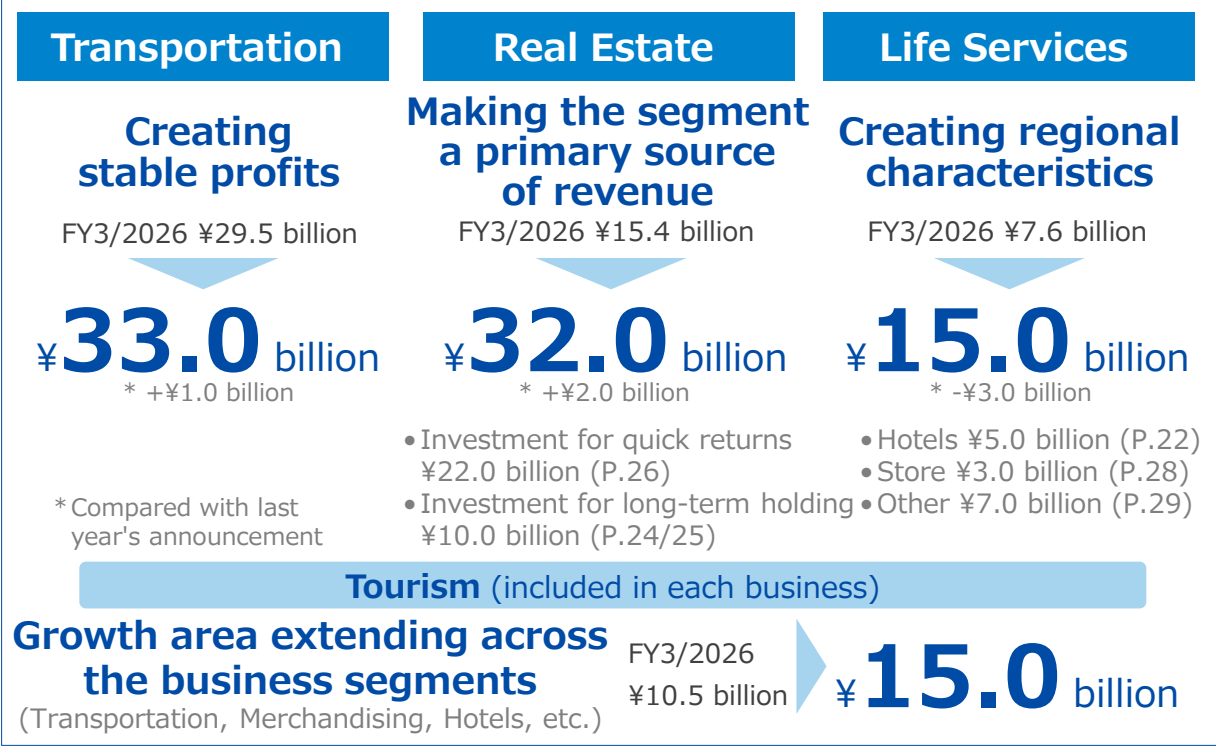 Transportation
Creating
stable profits
FY3/2026 ¥29.5 billion
¥33.0 billion
* +¥1.0 billion
* Compared with last
year's announcement
Real Estate
Making the segment
a primary source
of revenue
FY3/2026 ¥15.4 billion
¥32.0 billion
* +¥2.0 billion
•Investment for quick returns
¥22.0 billion (P.26)
•Investment for long-term holding
¥10.0 billion (P.24/25)
Life Services
Creating regional
characteristics
FY3/2026 ¥7.6 billion
¥15.0 billion
* -¥3.0 billion
•Hotels ¥5.0 billion (P.22)
•Store ¥3.0 billion (P.28)
•Other ¥7.0 billion (P.29)
Tourism (included in each business)
Growth area extending across
the business segments
(Transportation, Merchandising, Hotels, etc.)
FY3/2026
¥10.5 billion
¥15.0 billion